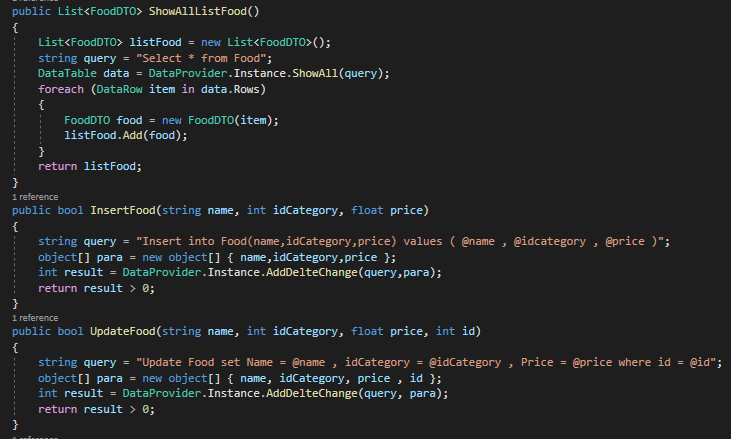 public List<FoodDTO> ShowAllListFood()
{
List<FoodDTO> listFood = new List<FoodDTO>();
string query = "Select * from Food";
DataTable data = DataProvider.Instance.ShowAll(query);
foreach (DataRow item in data.Rows)
{
FoodDTO food = new FoodDTO(item);
listFood.Add(food);
}
return listFood;
}
1 reference
public bool InsertFood(string name, int idCategory, float price)
{
string query = "Insert into Food(name,idCategory,price) values ( @name , @idcategory , @price )";
object[] para = new object[] { name,idCategory,price };
int result = DataProvider.Instance.AddDelteChange(query,para);
return result > 0;
}
1 reference
public bool UpdateFood(string name, int idCategory, float price, int id)
{
string query = "Update Food set Name = @name , idCategory = @idCategory , Price = @price where id = @id";
object[] para = new object[] { name, idCategory, price , id };
int result = DataProvider.Instance.AddDelteChange(query, para);
return result > 0;
}